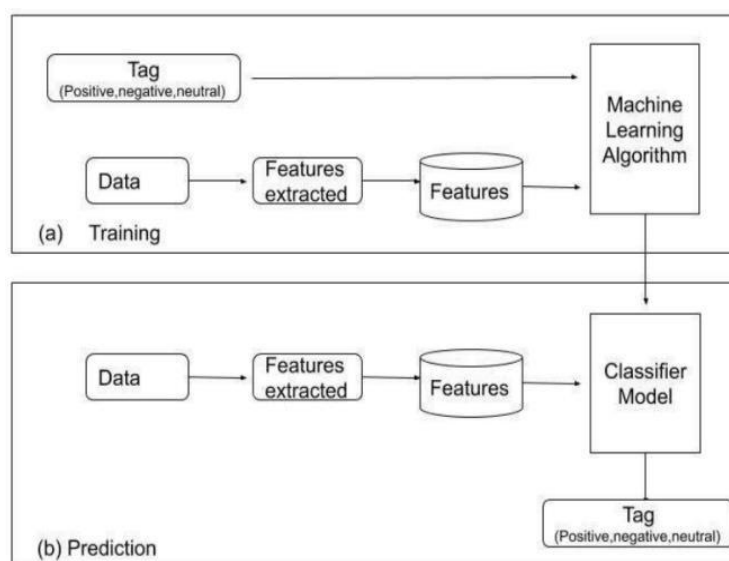 Tag
(Positive,negative,neutral)
Machine
Learning
Algorithm
Data
Features
extracted
Features
(a) Training
Data
Features
extracted
Features
Classifier
Model
Tag
(Positive,negative,neutral)
(b) Prediction